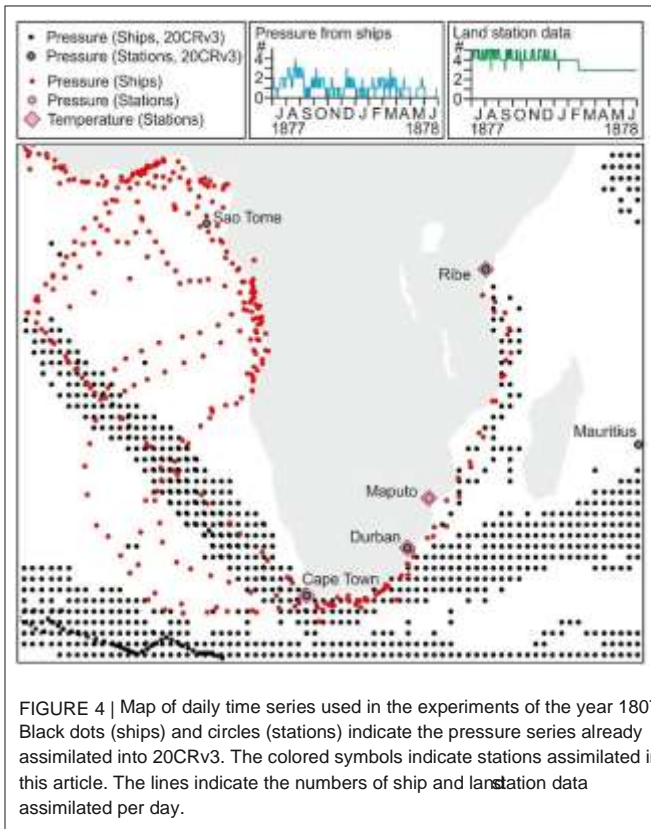 Pressure (Ships, 20CRv3)
Pressure (Stations, 20CRv3)
Pressure (Ships)
Pressure (Stations)
Temperature (Stations)
Pressure from ships
#
4
2
0
J A S O N D J F M A M J
1877 1878
Land station data
#
4
2
0
J A S O N D J F M A M J
1877 1878
Sao Tome
Ribe
Mauritius
Maputo
Durban
Cape Town
FIGURE 4 | Map of daily time series used in the experiments of the year 1807
Black dots (ships) and circles (stations) indicate the pressure series already
assimilated into 20CRv3. The colored symbols indicate stations assimilated in
this article. The lines indicate the numbers of ship and landstation data
assimilated per day.